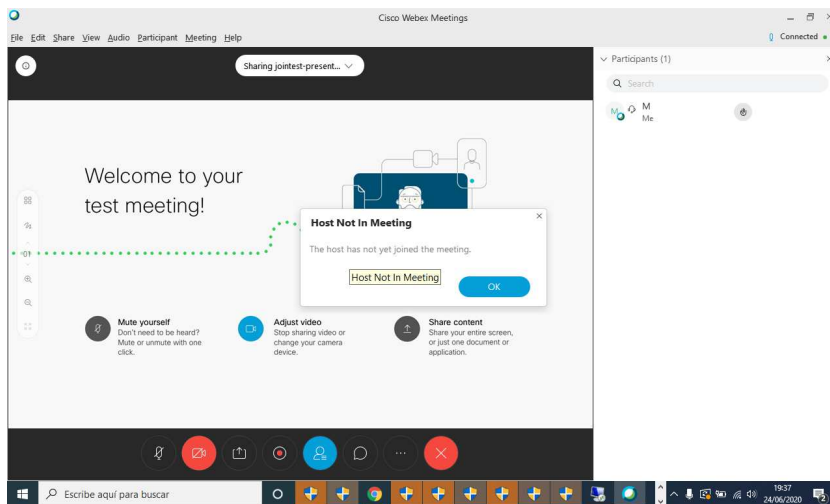 Cisco Webex Meetings
File Edit Share View Audio Participant Meeting Help
Connected
Sharing jointest-present...
Participants (1)
Search
M
M
Me
Welcome to your
test meeting!
Host Not In Meeting
The host has not yet joined the meeting.
Host Not In Meeting
OK
01
Mute yourself
Don't need to be heard?
Mute or unmute with one
click.
Adjust video
Stop sharing video or
change your camera
device.
Share content
Share your entire screen,
or just one document or
application.
Escribe aquí para buscar
19:37
24/06/2020
2